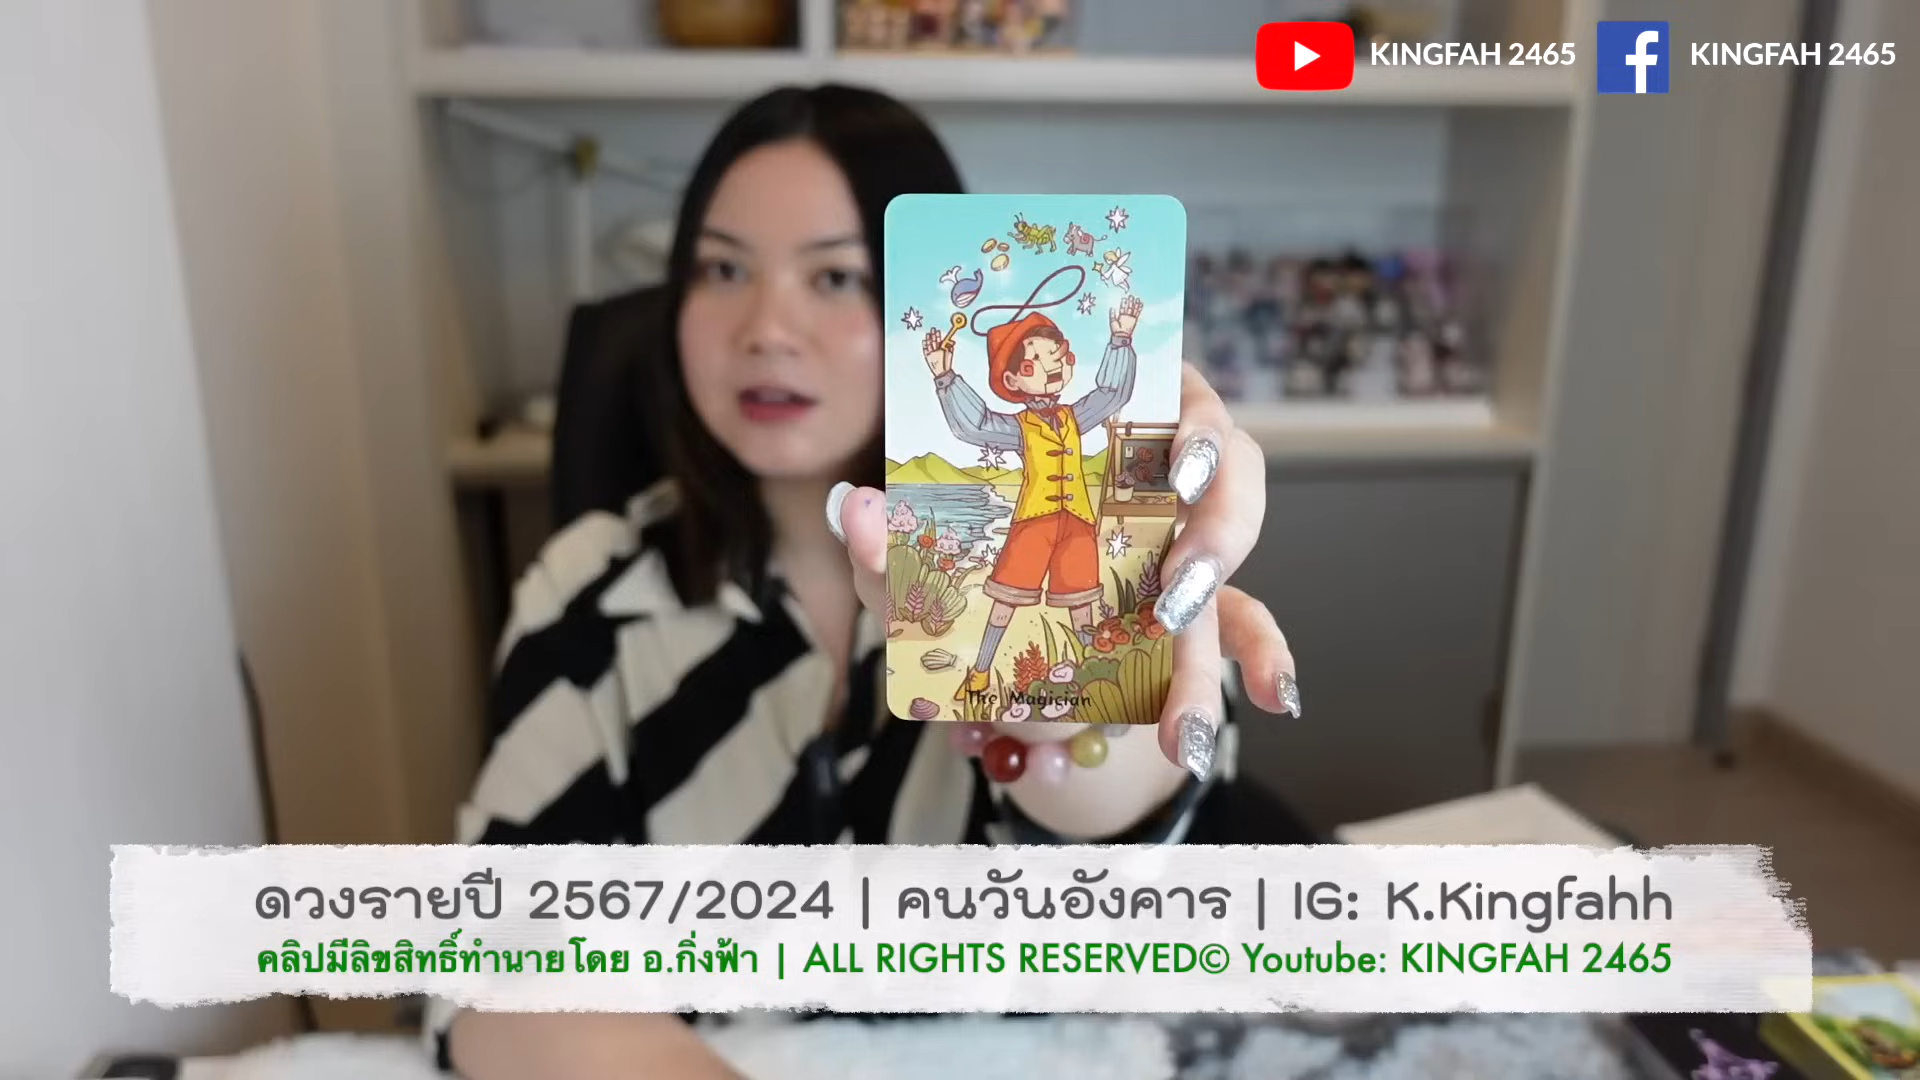 KINGFAH 2465
KINGFAH 2465
The Magician
ดวงรายปี 2567/2024 | คนวันอังคาร | IG: K.Kingfahh
คลิปมีลิขสิทธิ์ทำนายโดย อ.กิ่งฟ้า | ALL RIGHTS RESERVED© Youtube: KINGFAH 2465